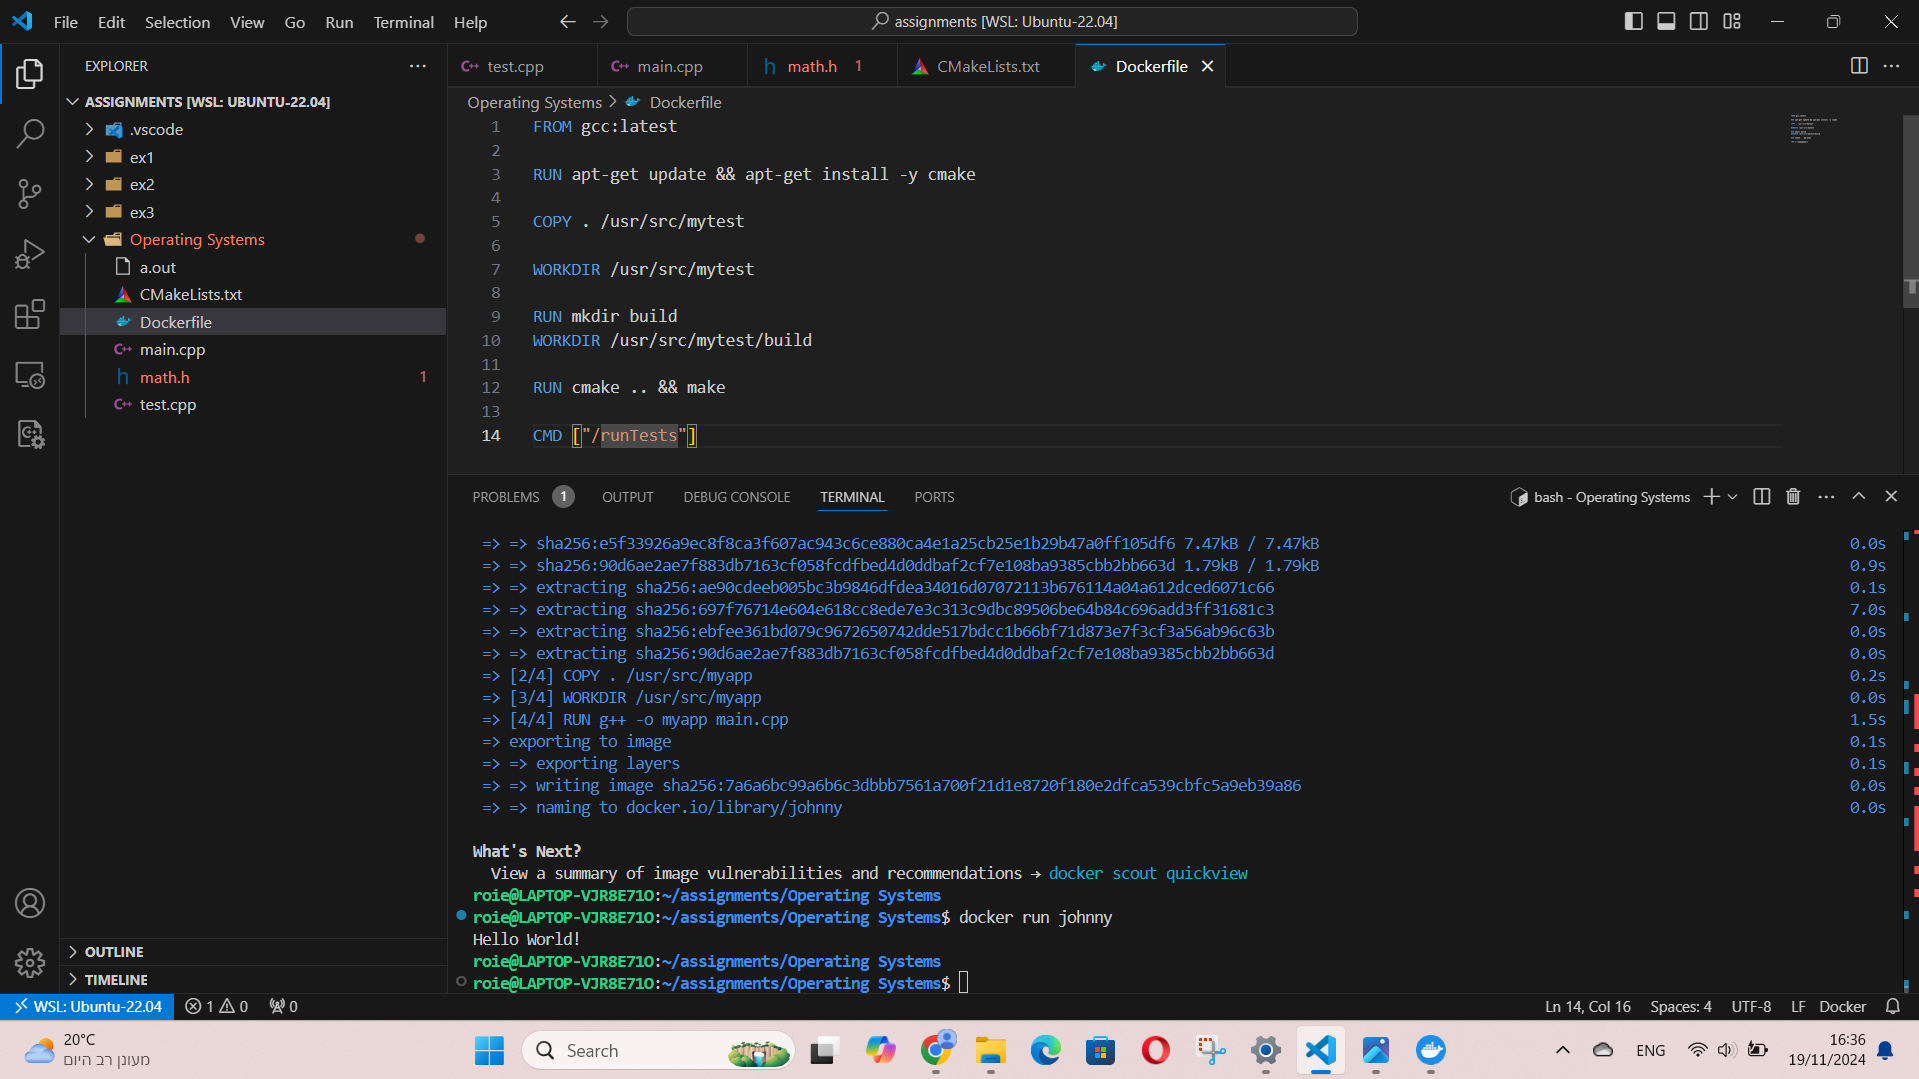 File Edit Selection View Go Run Terminal Help
assignments [WSL: Ubuntu-22.04]
EXPLORER
ASSIGNMENTS [WSL: UBUNTU-22.04]
.vscode
ex1
ex2
ex3
Operating Systems
a.out
CMakeLists.txt
Dockerfile
main.cpp
math.h 1
test.cpp
OUTLINE
TIMELINE
test.cpp main.cpp math.h 1 CMakeLists.txt Dockerfile
Operating Systems > Dockerfile
1 FROM gcc:latest
2
3 RUN apt-get update && apt-get install -y cmake
4
5 COPY . /usr/src/mytest
6
7 WORKDIR /usr/src/mytest
8
9 RUN mkdir build
10 WORKDIR /usr/src/mytest/build
11
12 RUN cmake .. && make
13
14 CMD ["/runTests"]
PROBLEMS 1 OUTPUT DEBUG CONSOLE TERMINAL PORTS
bash - Operating Systems
=> => sha256:e5f33926a9ec8f8ca3f607ac943c6ce880ca4e1a25cb25e1b29b47a0ff105df6 7.47kB / 7.47kB 0.0s
=> => sha256:90d6ae2ae7f883db7163cf058fcdfbed4d0ddbaf2cf7e108ba9385cbb2bb663d 1.79kB / 1.79kB 0.9s
=> => extracting sha256:ae90cdeeb005bc3b9846dfdea34016d07072113b676114a04a612dced6071c66 0.1s
=> => extracting sha256:697f76714e604e618cc8ede7e3c313c9dbc89506be64b84c696add3ff31681c3 7.0s
=> => extracting sha256:ebfee361bd079c9672650742dde517bdcc1b66bf71d873e7f3cf3a56ab96c63b 0.0s
=> => extracting sha256:90d6ae2ae7f883db7163cf058fcdfbed4d0ddbaf2cf7e108ba9385cbb2bb663d 0.0s
=> [2/4] COPY . /usr/src/myapp 0.2s
=> [3/4] WORKDIR /usr/src/myapp 0.0s
=> [4/4] RUN g++ -o myapp main.cpp 1.5s
=> exporting to image 0.1s
=> => exporting layers 0.1s
=> => writing image sha256:7a6a6bc99a6b6c3dbbb7561a700f21d1e8720f180e2dfca539cbfc5a9eb39a86 0.0s
=> => naming to docker.io/library/johnny 0.0s
What's Next?
View a summary of image vulnerabilities and recommendations → docker scout quickview
roie@LAPTOP-VJR8E71O:~/assignments/Operating Systems
roie@LAPTOP-VJR8E71O:~/assignments/Operating Systems$ docker run johnny
Hello World!
roie@LAPTOP-VJR8E71O:~/assignments/Operating Systems
roie@LAPTOP-VJR8E71O:~/assignments/Operating Systems$
WSL: Ubuntu-22.04 1 0 0 Ln 14, Col 16 Spaces: 4 UTF-8 LF Docker
20°C
מעונן רב היום
Search
ENG
16:36
19/11/2024